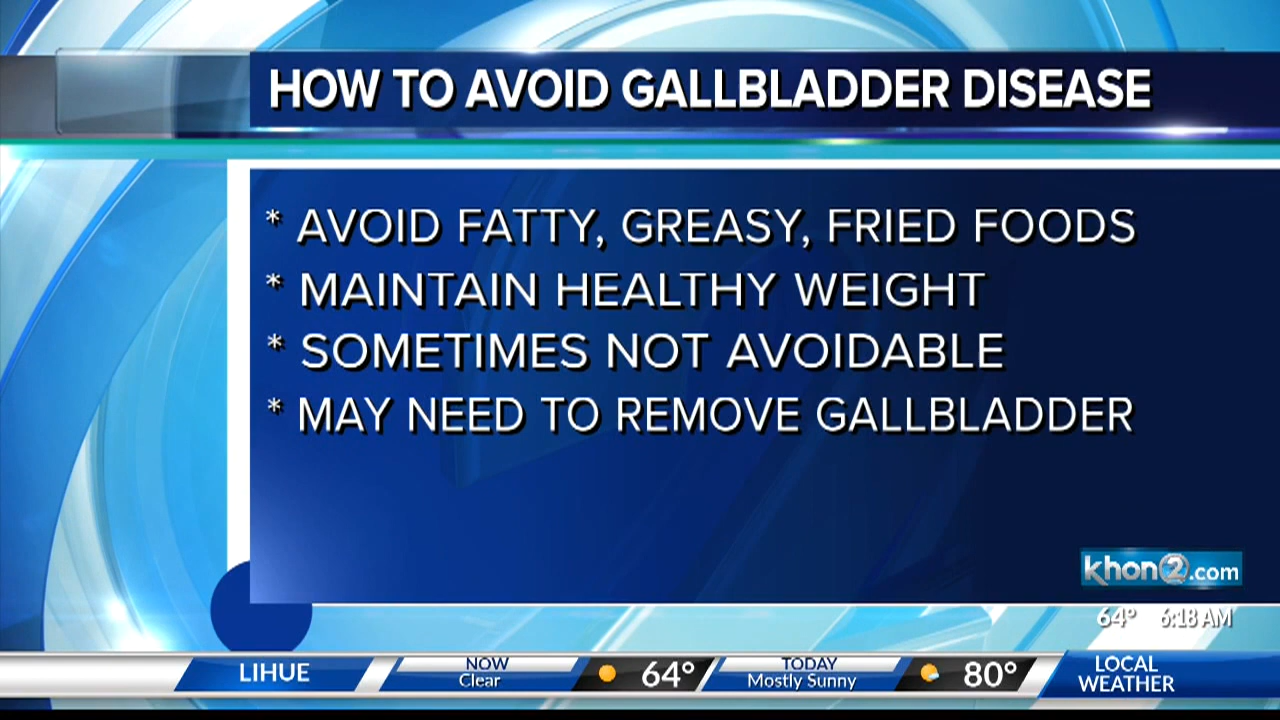 HOW TO AVOID GALLBLADDER DISEASE
* AVOID FATTY, GREASY, FRIED FOODS
* MAINTAIN HEALTHY WEIGHT
* SOMETIMES NOT AVOIDABLE
* MAY NEED TO REMOVE GALLBLADDER
khon2.com
64° 6:18 AM
LIHUE
NOW
Clear
64°
TODAY
Mostly Sunny
80°
LOCAL
WEATHER